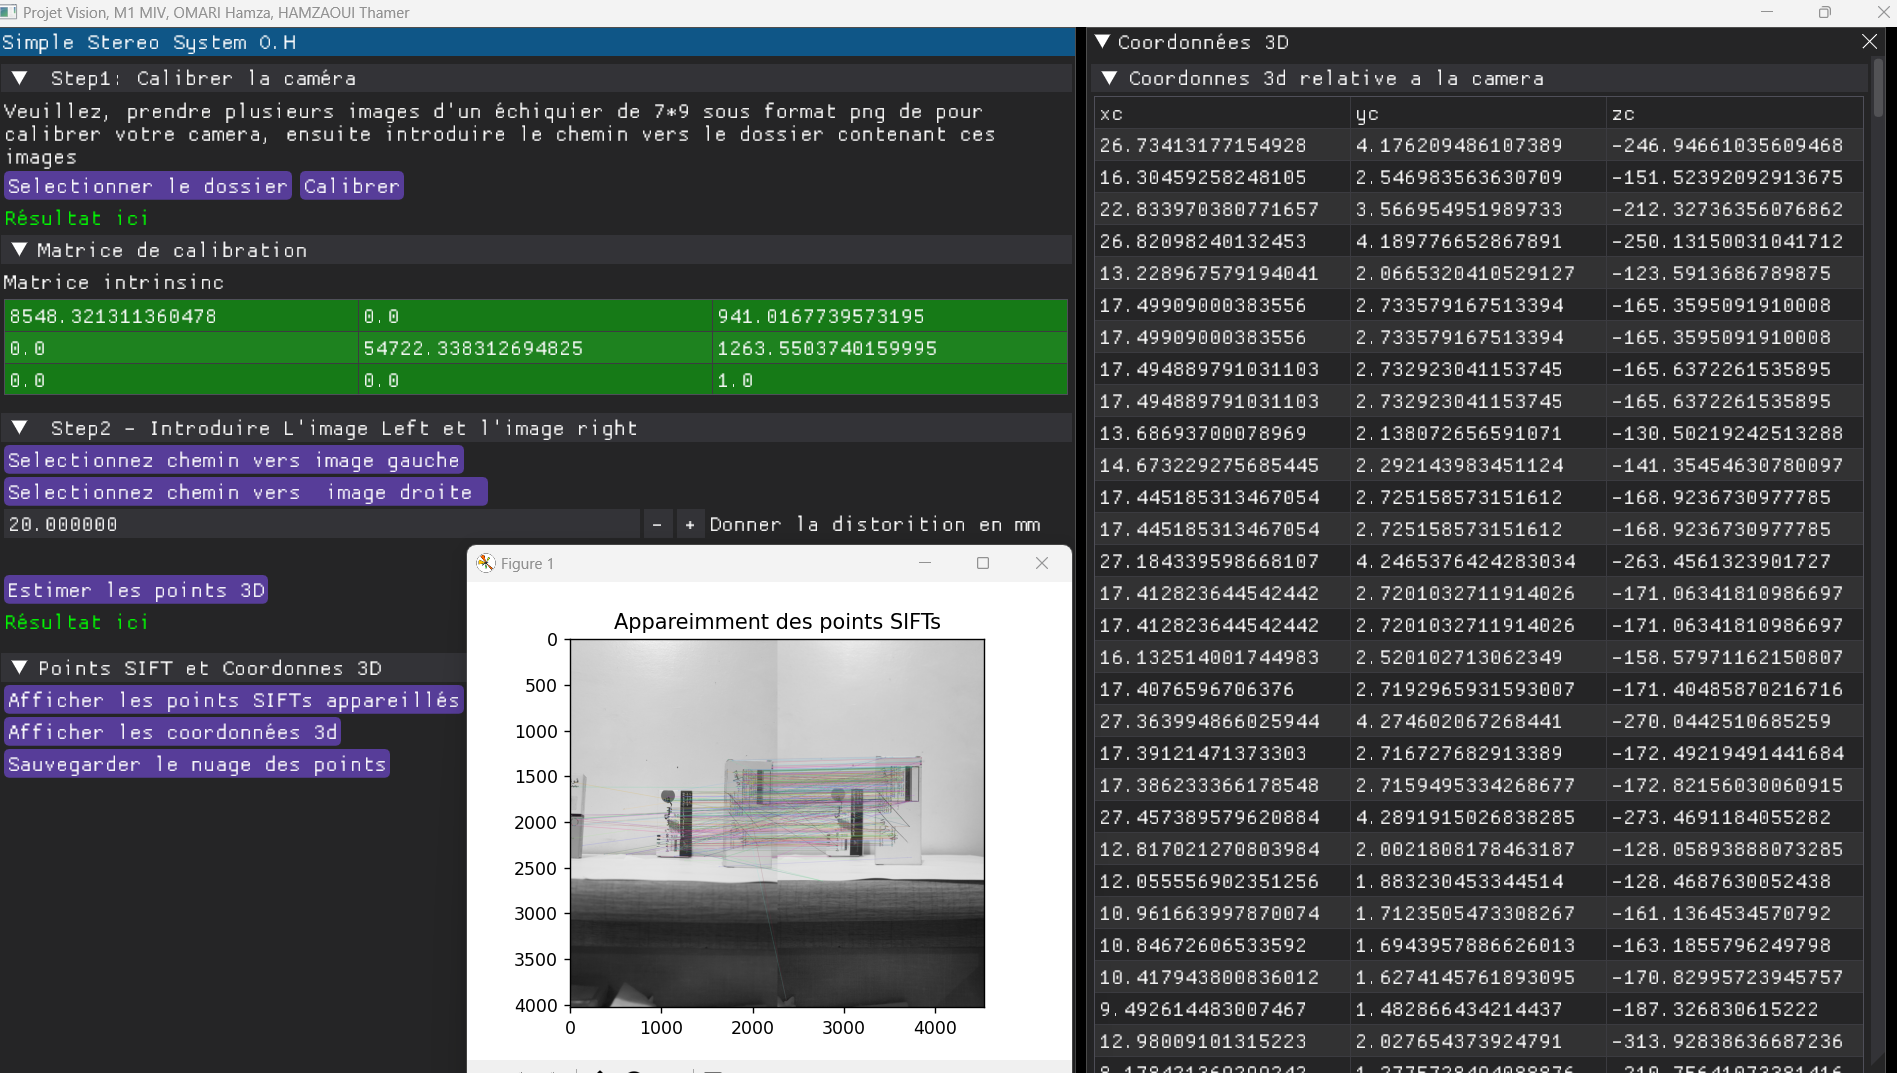 Projet Vision, M1 MIV, OMARI Hamza, HAMZAOUI Thamer
Simple Stereo System O.H
Step1: Calibrer la caméra
Veuillez, prendre plusieurs images d'un échiquier de 7*9 sous format png de pour
calibrer votre camera, ensuite introduire le chemin vers le dossier contenant ces
images
Selectionner le dossier Calibrer
Résultat ici
Matrice de calibration
Matrice intrinsinc
8548.321311360478 0.0 941.0167739573195
0.0 54722.338312694825 1263.5503740159995
0.0 0.0 1.0
Step2 - Introduire L'image Left et l'image right
Selectionnez chemin vers image gauche
Selectionnez chemin vers image droite
20.000000 - + Donner la distorition en mm
Estimer les points 3D
Résultat ici
Points SIFT et Coordonnes 3D
Afficher les points SIFTs appareillés
Afficher les coordonnées 3d
Sauvegarder le nuage des points
Figure 1
Appareimment des points SIFTs
0
500
1000
1500
2000
2500
3000
3500
4000
0 1000 2000 3000 4000
Coordonnées 3D
Coordonnes 3d relative a la camera
xc yc zc
26.73413177154928 4.176209486107389 -246.94661035609468
16.30459258248105 2.546983563630709 -151.52392092913675
22.833970380771657 3.566954951989733 -212.32736356076862
26.82098240132453 4.189776652867891 -250.13150031041712
13.228967579194041 2.0665320410529127 -123.5913686789875
17.49909000383556 2.733579167513394 -165.3595091910008
17.49909000383556 2.733579167513394 -165.3595091910008
17.494889791031103 2.732923041153745 -165.6372261535895
17.494889791031103 2.732923041153745 -165.6372261535895
13.68693700078969 2.138072656591071 -130.50219242513288
14.673229275685445 2.292143983451124 -141.35454630780097
17.445185313467054 2.725158573151612 -168.9236730977785
17.445185313467054 2.725158573151612 -168.9236730977785
27.184339598668107 4.2465376424283034 -263.4561323901727
17.412823644542442 2.7201032711914026 -171.06341810986697
17.412823644542442 2.7201032711914026 -171.06341810986697
16.132514001744983 2.520102713062349 -158.57971162150807
17.4076596706376 2.7192965931593007 -171.40485870216716
27.363994866025944 4.274602067268441 -270.0442510685259
17.39121471373303 2.716727682913389 -172.49219491441684
17.386233366178548 2.7159495334268677 -172.82156030060915
27.457389579620884 4.2891915026838285 -273.4691184055282
12.817021270803984 2.0021808178463187 -128.05893888073285
12.055556902351256 1.883230453344514 -128.4687630052438
10.961663997870074 1.7123505473308267 -161.1364534570792
10.84672606533592 1.6943957886626013 -163.1855796249798
10.417943800836012 1.6274145761893095 -170.82995723945757
9.492614483007467 1.482866434214437 -187.326830615222
12.98009101315223 2.027654373924791 -313.92838636687236